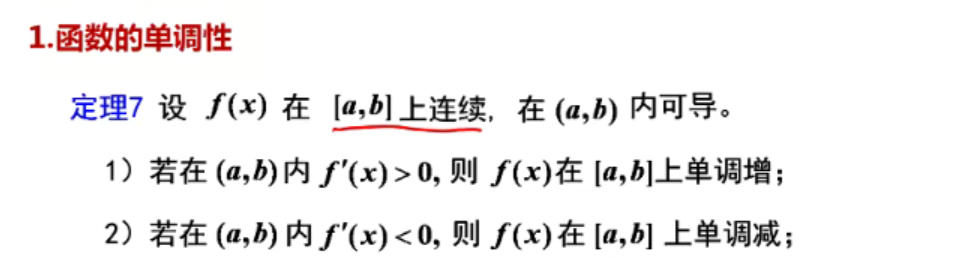 1.函数的单调性
定理7 设 f(x) 在 [a,b]上连续, 在 (a,b) 内可导。
1) 若在 (a,b)内 f′(x)>0, 则 f(x)在 [a,b]上单调增;
2) 若在 (a,b) 内 f′(x)<0, 则 f(x)在 [a,b] 上单调减;